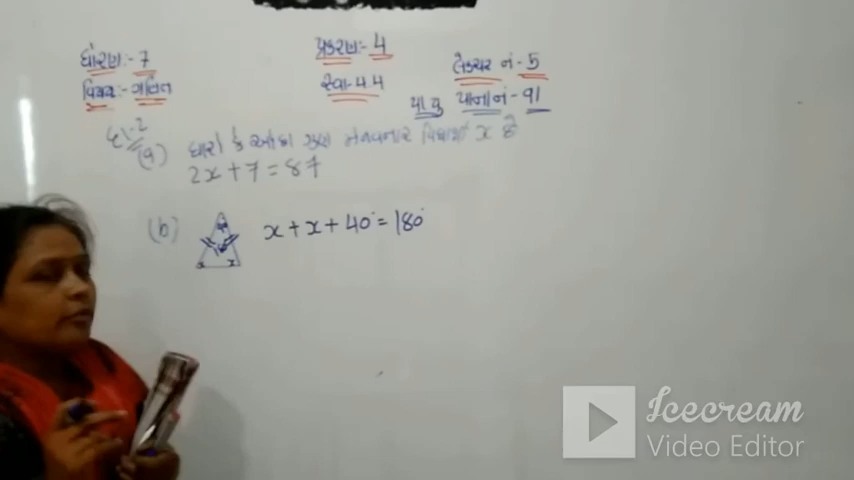 ધોરણ:- 7
પ્રકરણ:- 4
લેક્ચર નં - 5
વિષય:- ગણિત
સ્વા - 4.4
પા પુ પાના નં - 91
દા-2
(a) ધારો કે ઓછા ગુણ મેળવનાર વિદ્યાર્થી x છે
2x + 7 = 87
(b) x + x + 40° = 180°
x x
Icecream
Video Editor